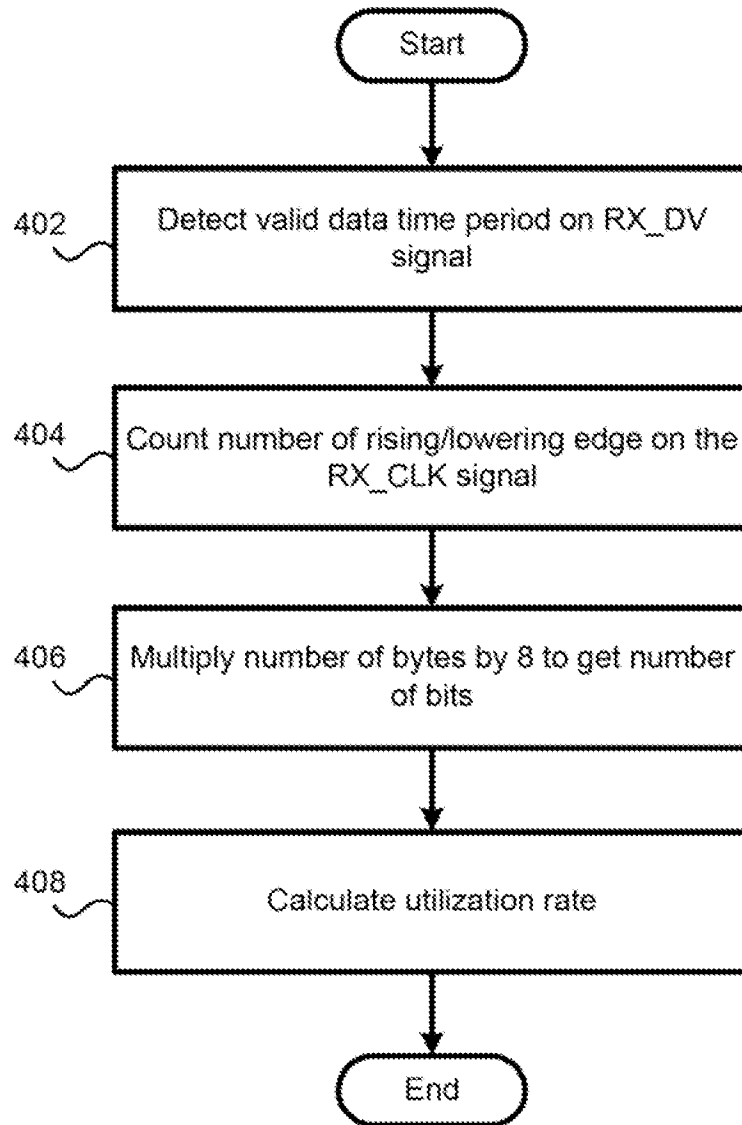 Start
402
Detect valid data time period on RX_DV
signal
404
Count number of rising/lowering edge on the
RX_CLK signal
406
Multiply number of bytes by 8 to get number
of bits
408
Calculate utilization rate
End